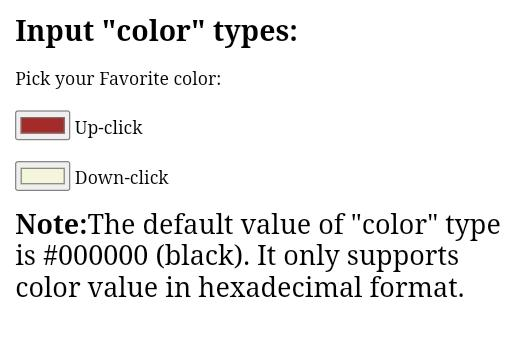 Input "color" types:
Pick your Favorite color:
Up-click
Down-click
Note:The default value of "color" type
is #000000 (black). It only supports
color value in hexadecimal format.